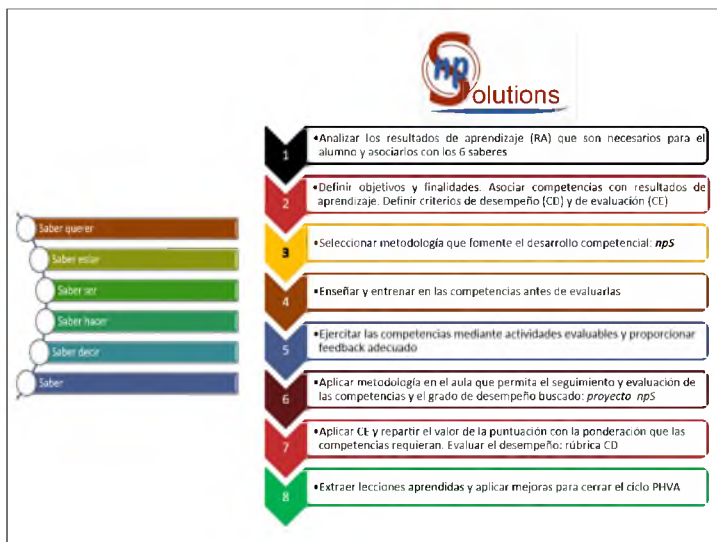 Snp
Solutions
Saber querer
Saber estar
Saber ser
Saber hacer
Saber decir
Saber
1
•Analizar los resultados de aprendizaje (RA) que son necesarios para el
alumno y asociarlos con los 6 saberes
2
•Definir objetivos y finalidades. Asociar competencias con resultados de
aprendizaje. Definir criterios de desempeño (CD) y de evaluación (CE)
3
•Seleccionar metodología que fomente el desarrollo competencial: npS
4
•Enseñar y entrenar en las competencias antes de evaluarlas
5
•Ejercitar las competencias mediante actividades evaluables y proporcionar
feedback adecuado
6
•Aplicar metodología en el aula que permita el seguimiento y evaluación de
las competencias y el grado de desempeño buscado: proyecto npS
7
•Aplicar CE y repartir el valor de la puntuación con la ponderación que las
competencias requieran. Evaluar el desempeño: rúbrica CD
8
•Extraer lecciones aprendidas y aplicar mejoras para cerrar el ciclo PHVA